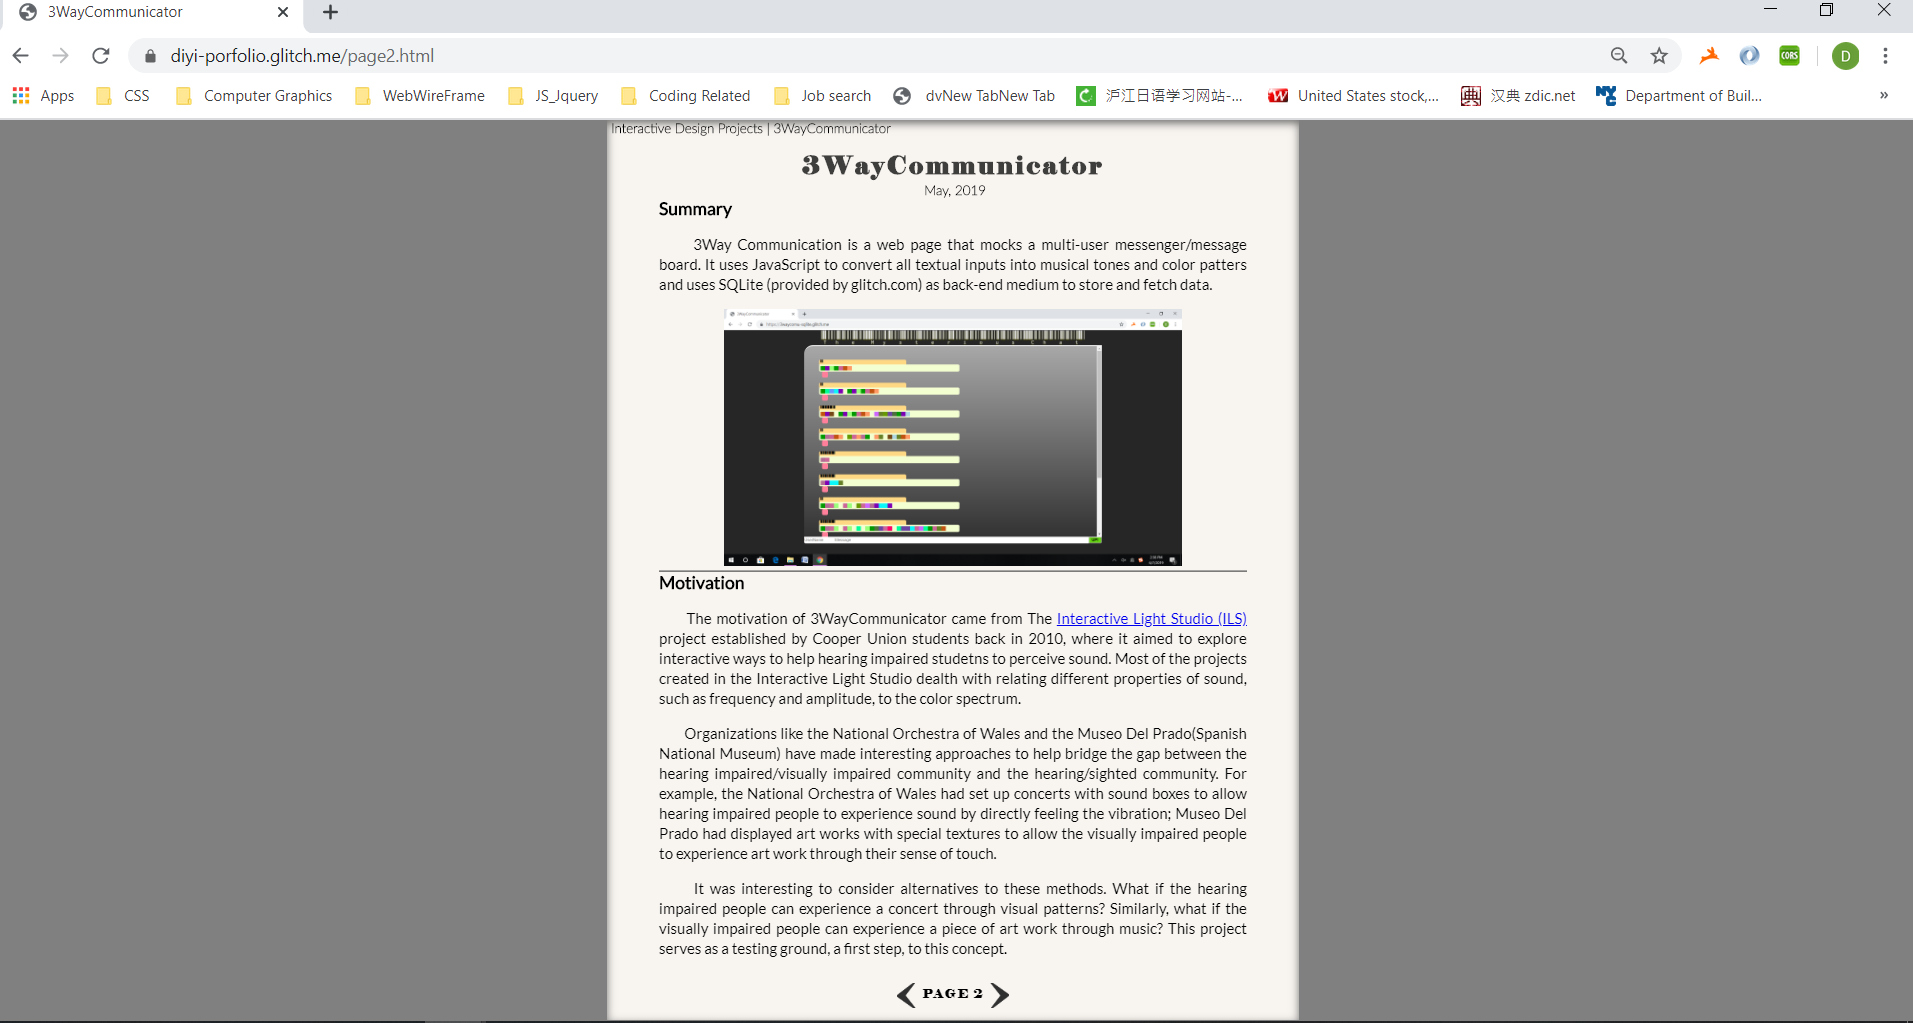 3WayCommunicator
diyi-porfolio.glitch.me/page2.html
CORS
D
Apps
CSS
Computer Graphics
WebWireFrame
JS_Jquery
Coding Related
Job search
dvNew TabNew Tab
沪江日语学习网站-...
United States stock,...
汉典 zdic.net
Department of Buil...
»
Interactive Design Projects | 3WayCommunicator
3WayCommunicator
May, 2019
Summary
3Way Communication is a web page that mocks a multi-user messenger/message
board. It uses JavaScript to convert all textual inputs into musical tones and color patters
and uses SQLite (provided by glitch.com) as back-end medium to store and fetch data.
3WayCommunicator
The Mysterious Chat
Motivation
The motivation of 3WayCommunicator came from The Interactive Light Studio (ILS)
project established by Cooper Union students back in 2010, where it aimed to explore
interactive ways to help hearing impaired studetns to perceive sound. Most of the projects
created in the Interactive Light Studio dealth with relating different properties of sound,
such as frequency and amplitude, to the color spectrum.
Organizations like the National Orchestra of Wales and the Museo Del Prado(Spanish
National Museum) have made interesting approaches to help bridge the gap between the
hearing impaired/visually impaired community and the hearing/sighted community. For
example, the National Orchestra of Wales had set up concerts with sound boxes to allow
hearing impaired people to experience sound by directly feeling the vibration; Museo Del
Prado had displayed art works with special textures to allow the visually impaired people
to experience art work through their sense of touch.
It was interesting to consider alternatives to these methods. What if the hearing
impaired people can experience a concert through visual patterns? Similarly, what if the
visually impaired people can experience a piece of art work through music? This project
serves as a testing ground, a first step, to this concept.
PAGE 2